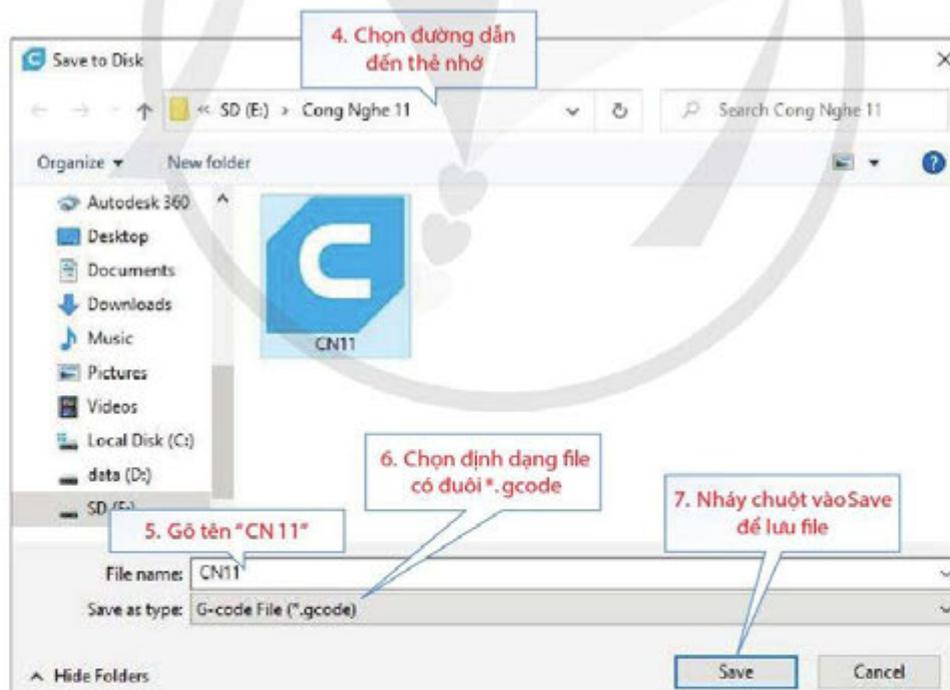 4. Chọn đường dẫn
đến thẻ nhớ
Save to Disk
« SD (E:) › Cong Nghe 11
Search Cong Nghe 11
Organize
New folder
Autodesk 360
Desktop
Documents
Downloads
Music
Pictures
Videos
Local Disk (C:)
data (D:)
SD (E:)
CN11
6. Chọn định dạng file
có đuôi *. gcode
5. Gõ tên “CN 11”
7. Nháy chuột vào Save
để lưu file
File name: CN11
Save as type: G-code File (*.gcode)
Hide Folders
Save
Cancel